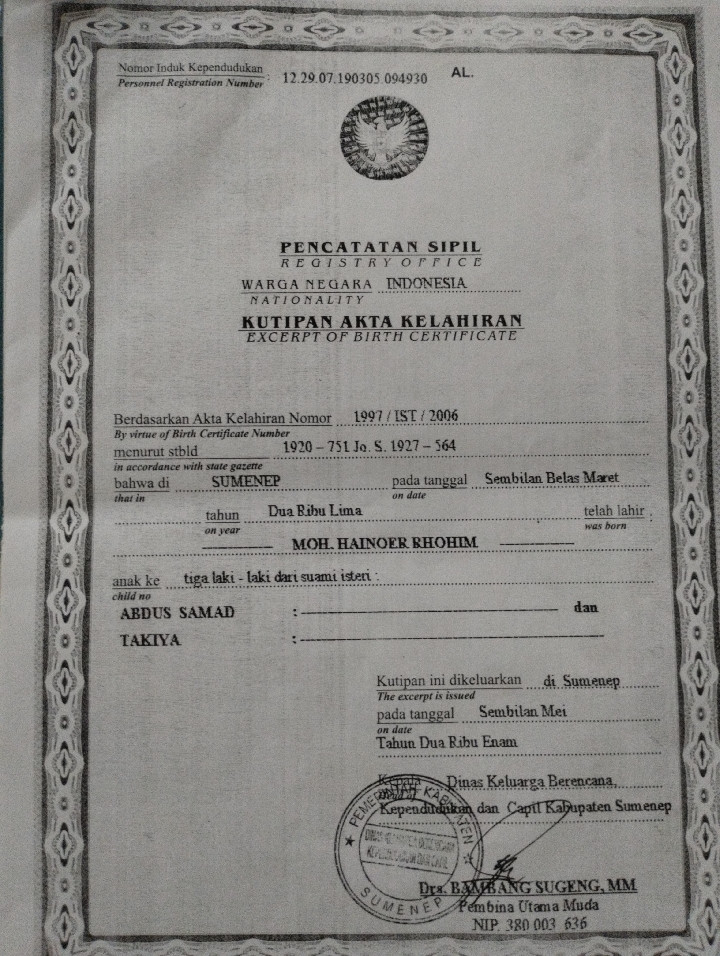 Nomor Induk Kependudukan : 12.29.07.190305.094930 AL.
Personnel Registration Number
PENCATATAN SIPIL
REGISTRY OFFICE
WARGA NEGARA INDONESIA
NATIONALITY
KUTIPAN AKTA KELAHIRAN
EXCERPT OF BIRTH CERTIFICATE
Berdasarkan Akta Kelahiran Nomor 1997 / IST / 2006
By virtue of Birth Certificate Number
menurut stbld 1920 – 751 Jo. S. 1927 – 564
in accordance with state gazette
bahwa di SUMENEP pada tanggal Sembilan Belas Maret
that in on date
tahun Dua Ribu Lima telah lahir
on year was born
MOH. HAINOER RHOHIM
anak ke tiga laki - laki dari suami isteri :
child no
ABDUS SAMAD : dan
TAKIYA :
Kutipan ini dikeluarkan di Sumenep
The excerpt is issued
pada tanggal Sembilan Mei
on date
Tahun Dua Ribu Enam
Kepala Dinas Keluarga Berencana,
Kependudukan dan Capil Kabupaten Sumenep
PEMERINTAH KABUPATEN
SUMENEP
Drs. BAMBANG SUGENG, MM
Pembina Utama Muda
NIP. 380 003 636